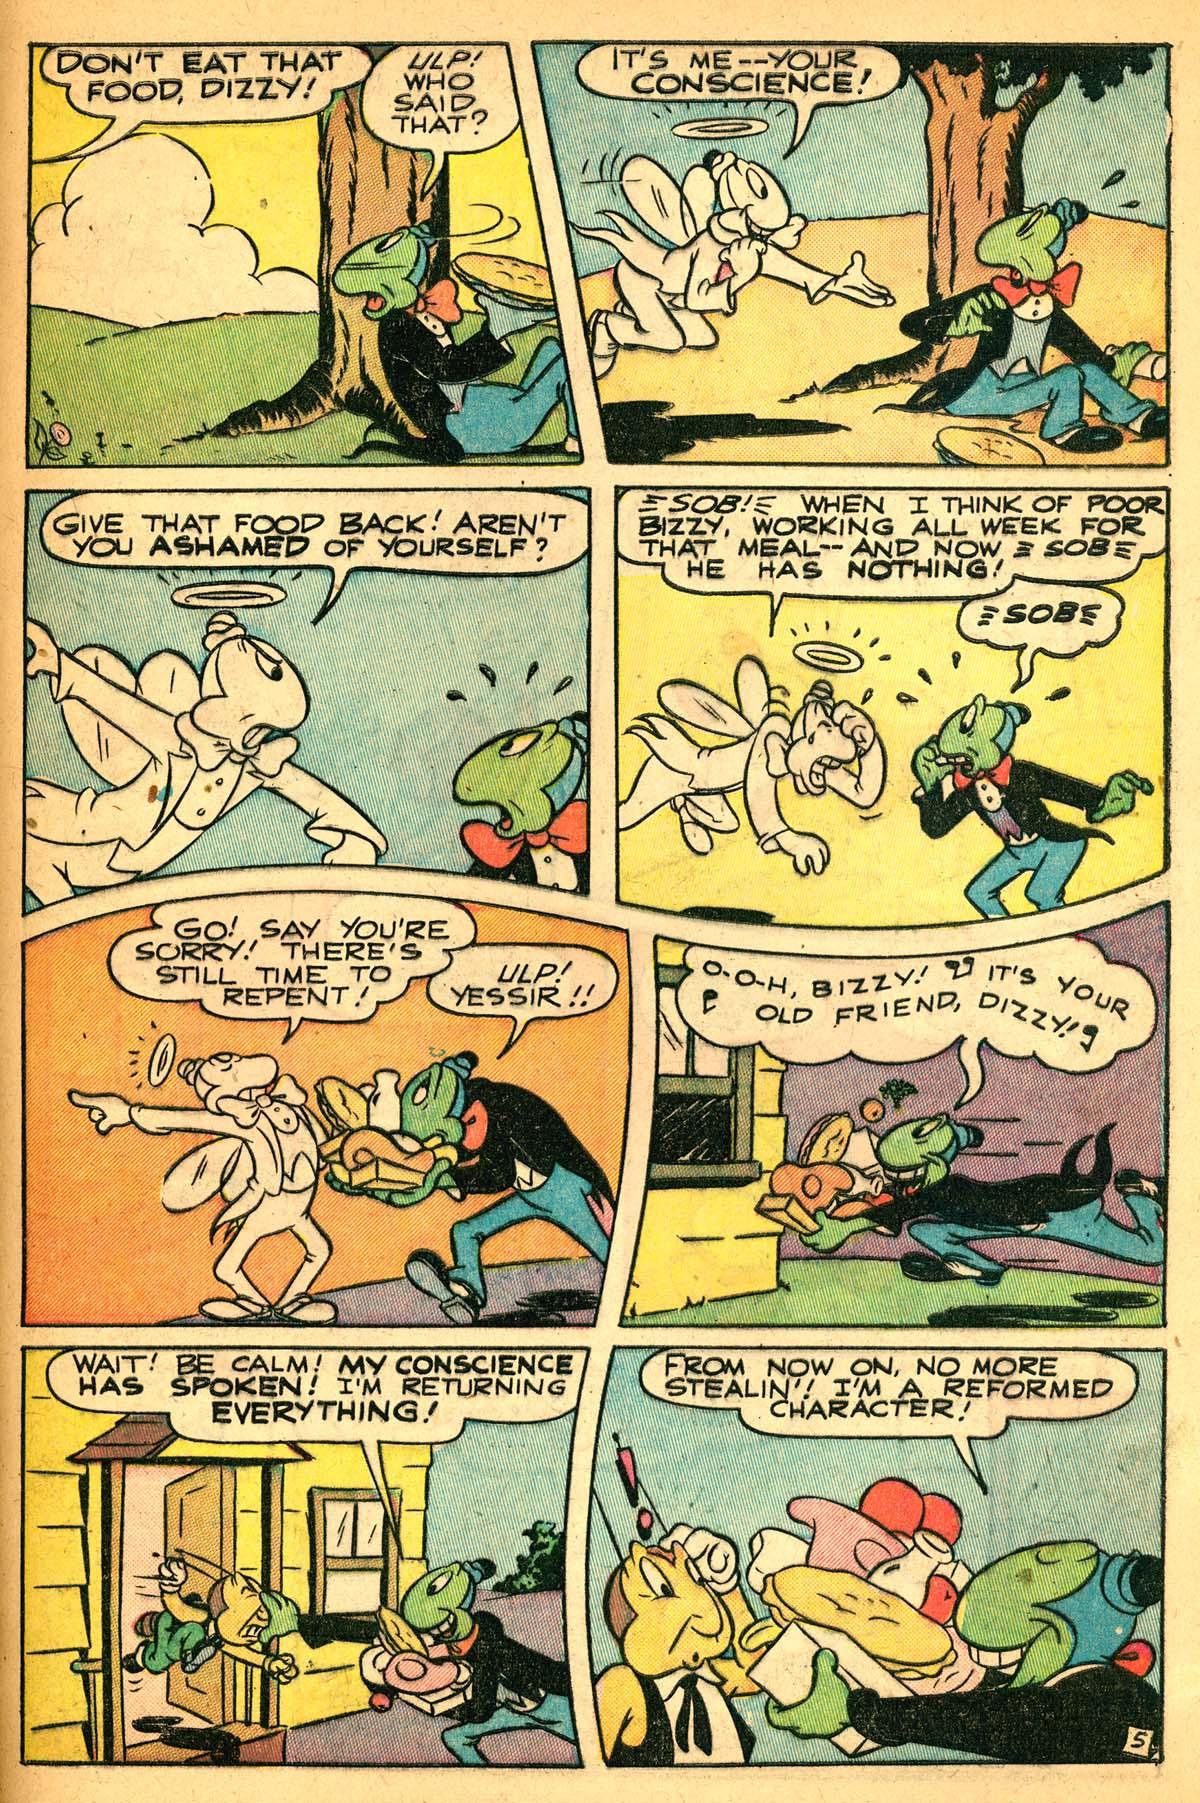 DON'T EAT THAT
FOOD, DIZZY!
ULP!
WHO
SAID
THAT?
IT'S ME--YOUR
CONSCIENCE!
GIVE THAT FOOD BACK! AREN'T
YOU ASHAMED OF YOURSELF?
SOB! WHEN I THINK OF POOR
BIZZY, WORKING ALL WEEK FOR
THAT MEAL--AND NOW SOB
HE HAS NOTHING!
SOB
GO! SAY YOU'RE
SORRY! THERE'S
STILL TIME TO
REPENT!
ULP!
YESSIR!!
O-O-H, BIZZY! IT'S YOUR
OLD FRIEND, DIZZY!
WAIT! BE CALM! MY CONSCIENCE
HAS SPOKEN! I'M RETURNING
EVERYTHING!
FROM NOW ON, NO MORE
STEALIN'! I'M A REFORMED
CHARACTER!
!
5